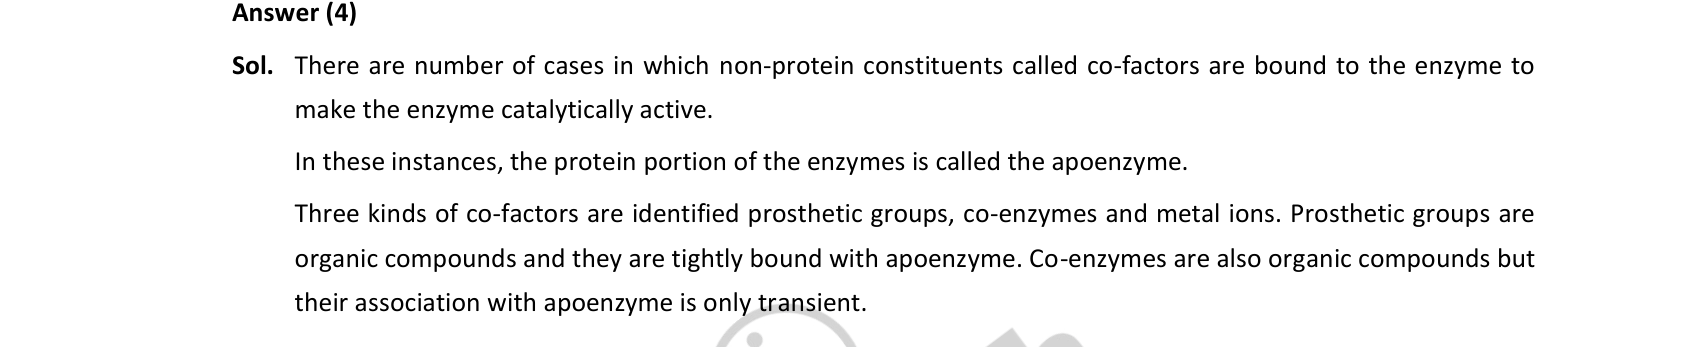 Answer (4)
Sol. There are number of cases in which non-protein constituents called co-factors are bound to the enzyme to
make the enzyme catalytically active.
In these instances, the protein portion of the enzymes is called the apoenzyme.
Three kinds of co-factors are identified prosthetic groups, co-enzymes and metal ions. Prosthetic groups are
organic compounds and they are tightly bound with apoenzyme. Co-enzymes are also organic compounds but
their association with apoenzyme is only transient.